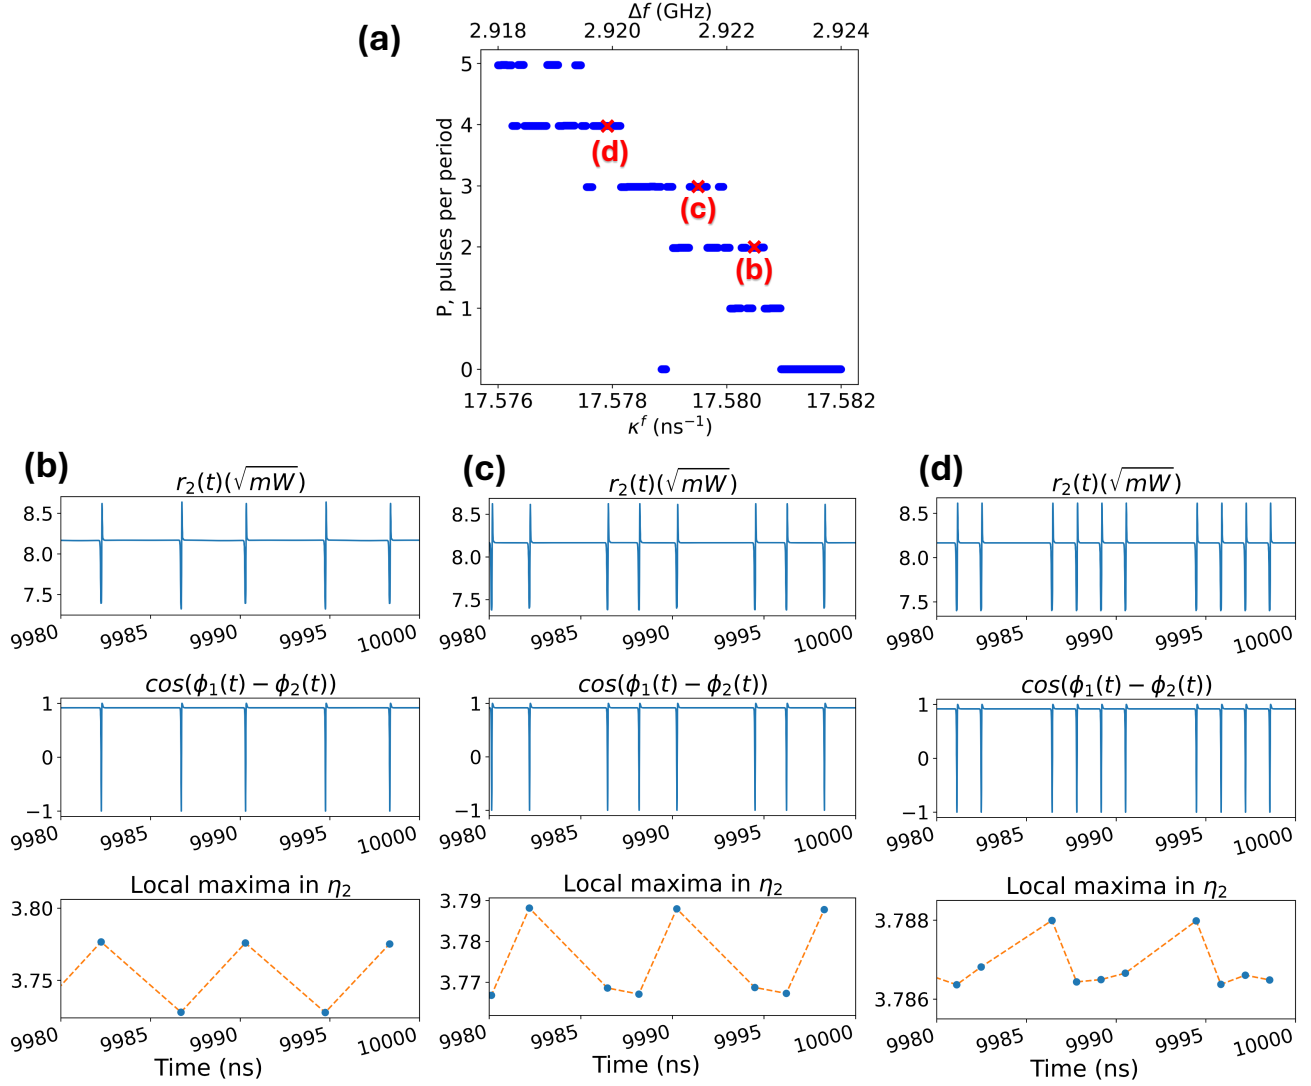 (a)
Δf (GHz)
2.918 2.920 2.922 2.924
P, pulses per period
5
4
3
2
1
0
(d)
(c)
(b)
17.576 17.578 17.580 17.582
κ^f (ns⁻¹)
(b)
r₂(t)(√mW)
8.5
8.0
7.5
9980 9985 9990 9995 10000
cos(ϕ₁(t) − ϕ₂(t))
1
0
−1
9980 9985 9990 9995 10000
Local maxima in η₂
3.80
3.75
9980 9985 9990 9995 10000
Time (ns)
(c)
r₂(t)(√mW)
8.5
8.0
7.5
9980 9985 9990 9995 10000
cos(ϕ₁(t) − ϕ₂(t))
1
0
−1
9980 9985 9990 9995 10000
Local maxima in η₂
3.79
3.78
3.77
9980 9985 9990 9995 10000
Time (ns)
(d)
r₂(t)(√mW)
8.5
8.0
7.5
9980 9985 9990 9995 10000
cos(ϕ₁(t) − ϕ₂(t))
1
0
−1
9980 9985 9990 9995 10000
Local maxima in η₂
3.788
3.786
9980 9985 9990 9995 10000
Time (ns)